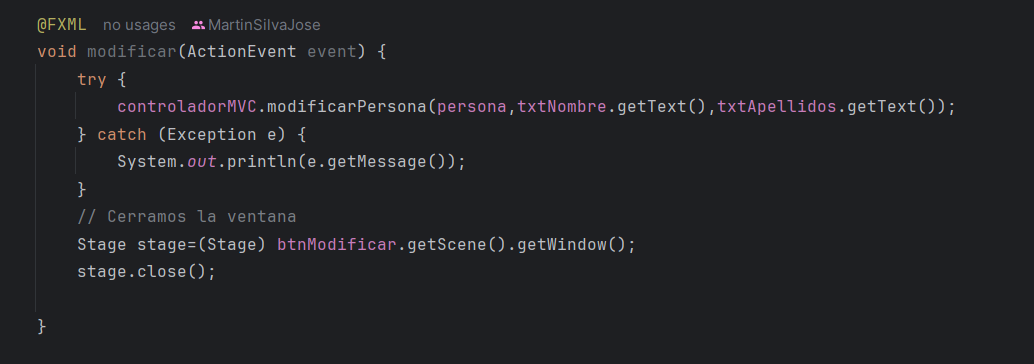 @FXML no usages MartinSilvaJose
void modificar(ActionEvent event) {
try {
controladorMVC.modificarPersona(persona,txtNombre.getText(),txtApellidos.getText());
} catch (Exception e) {
System.out.println(e.getMessage());
}
// Cerramos la ventana
Stage stage=(Stage) btnModificar.getScene().getWindow();
stage.close();
}